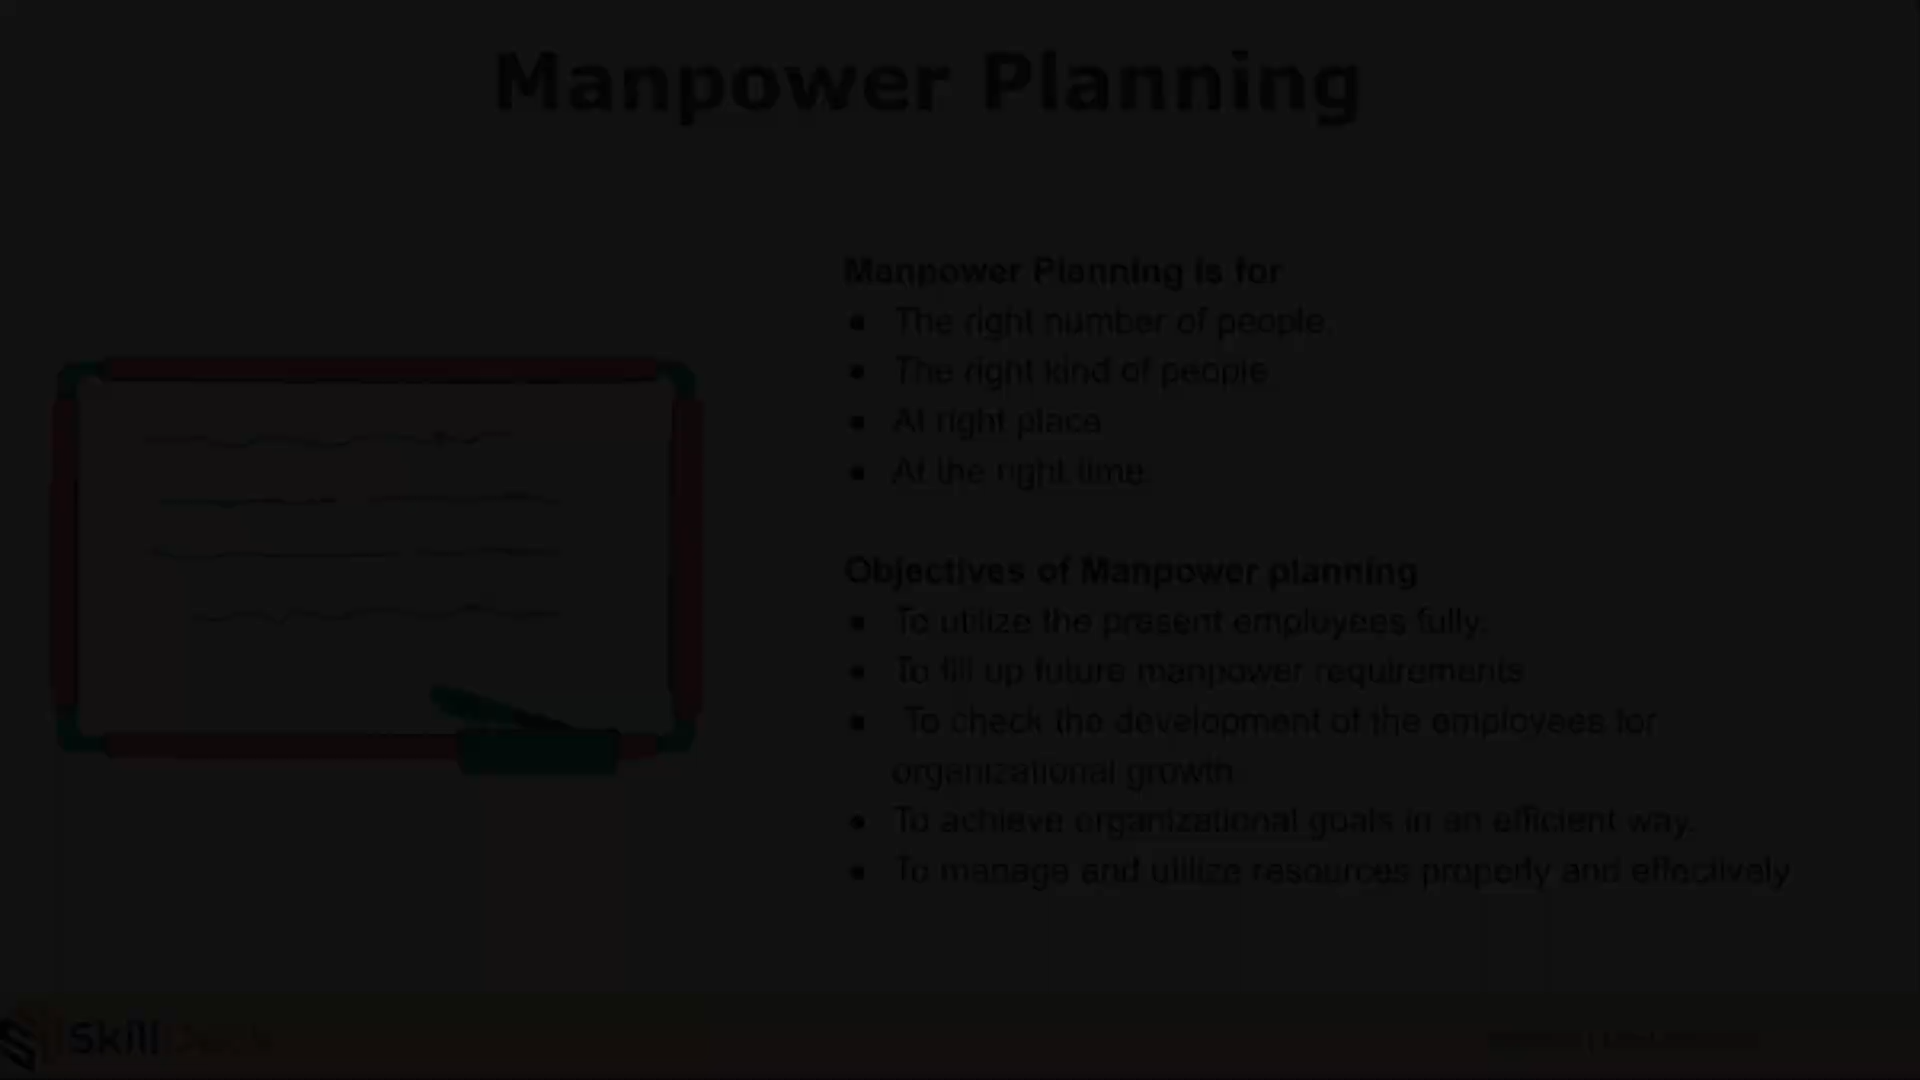 Manpower Planning
Manpower Planning is for
• The right number of people.
• The right kind of people
• At right place
• At the right time
Objectives of Manpower planning
• To utilize the present employees fully.
• To fill up future manpower requirements
• To check the development of the employees for
organizational growth
• To achieve organizational goals in an efficient way.
• To manage and utilize resources properly and effectively
Skill